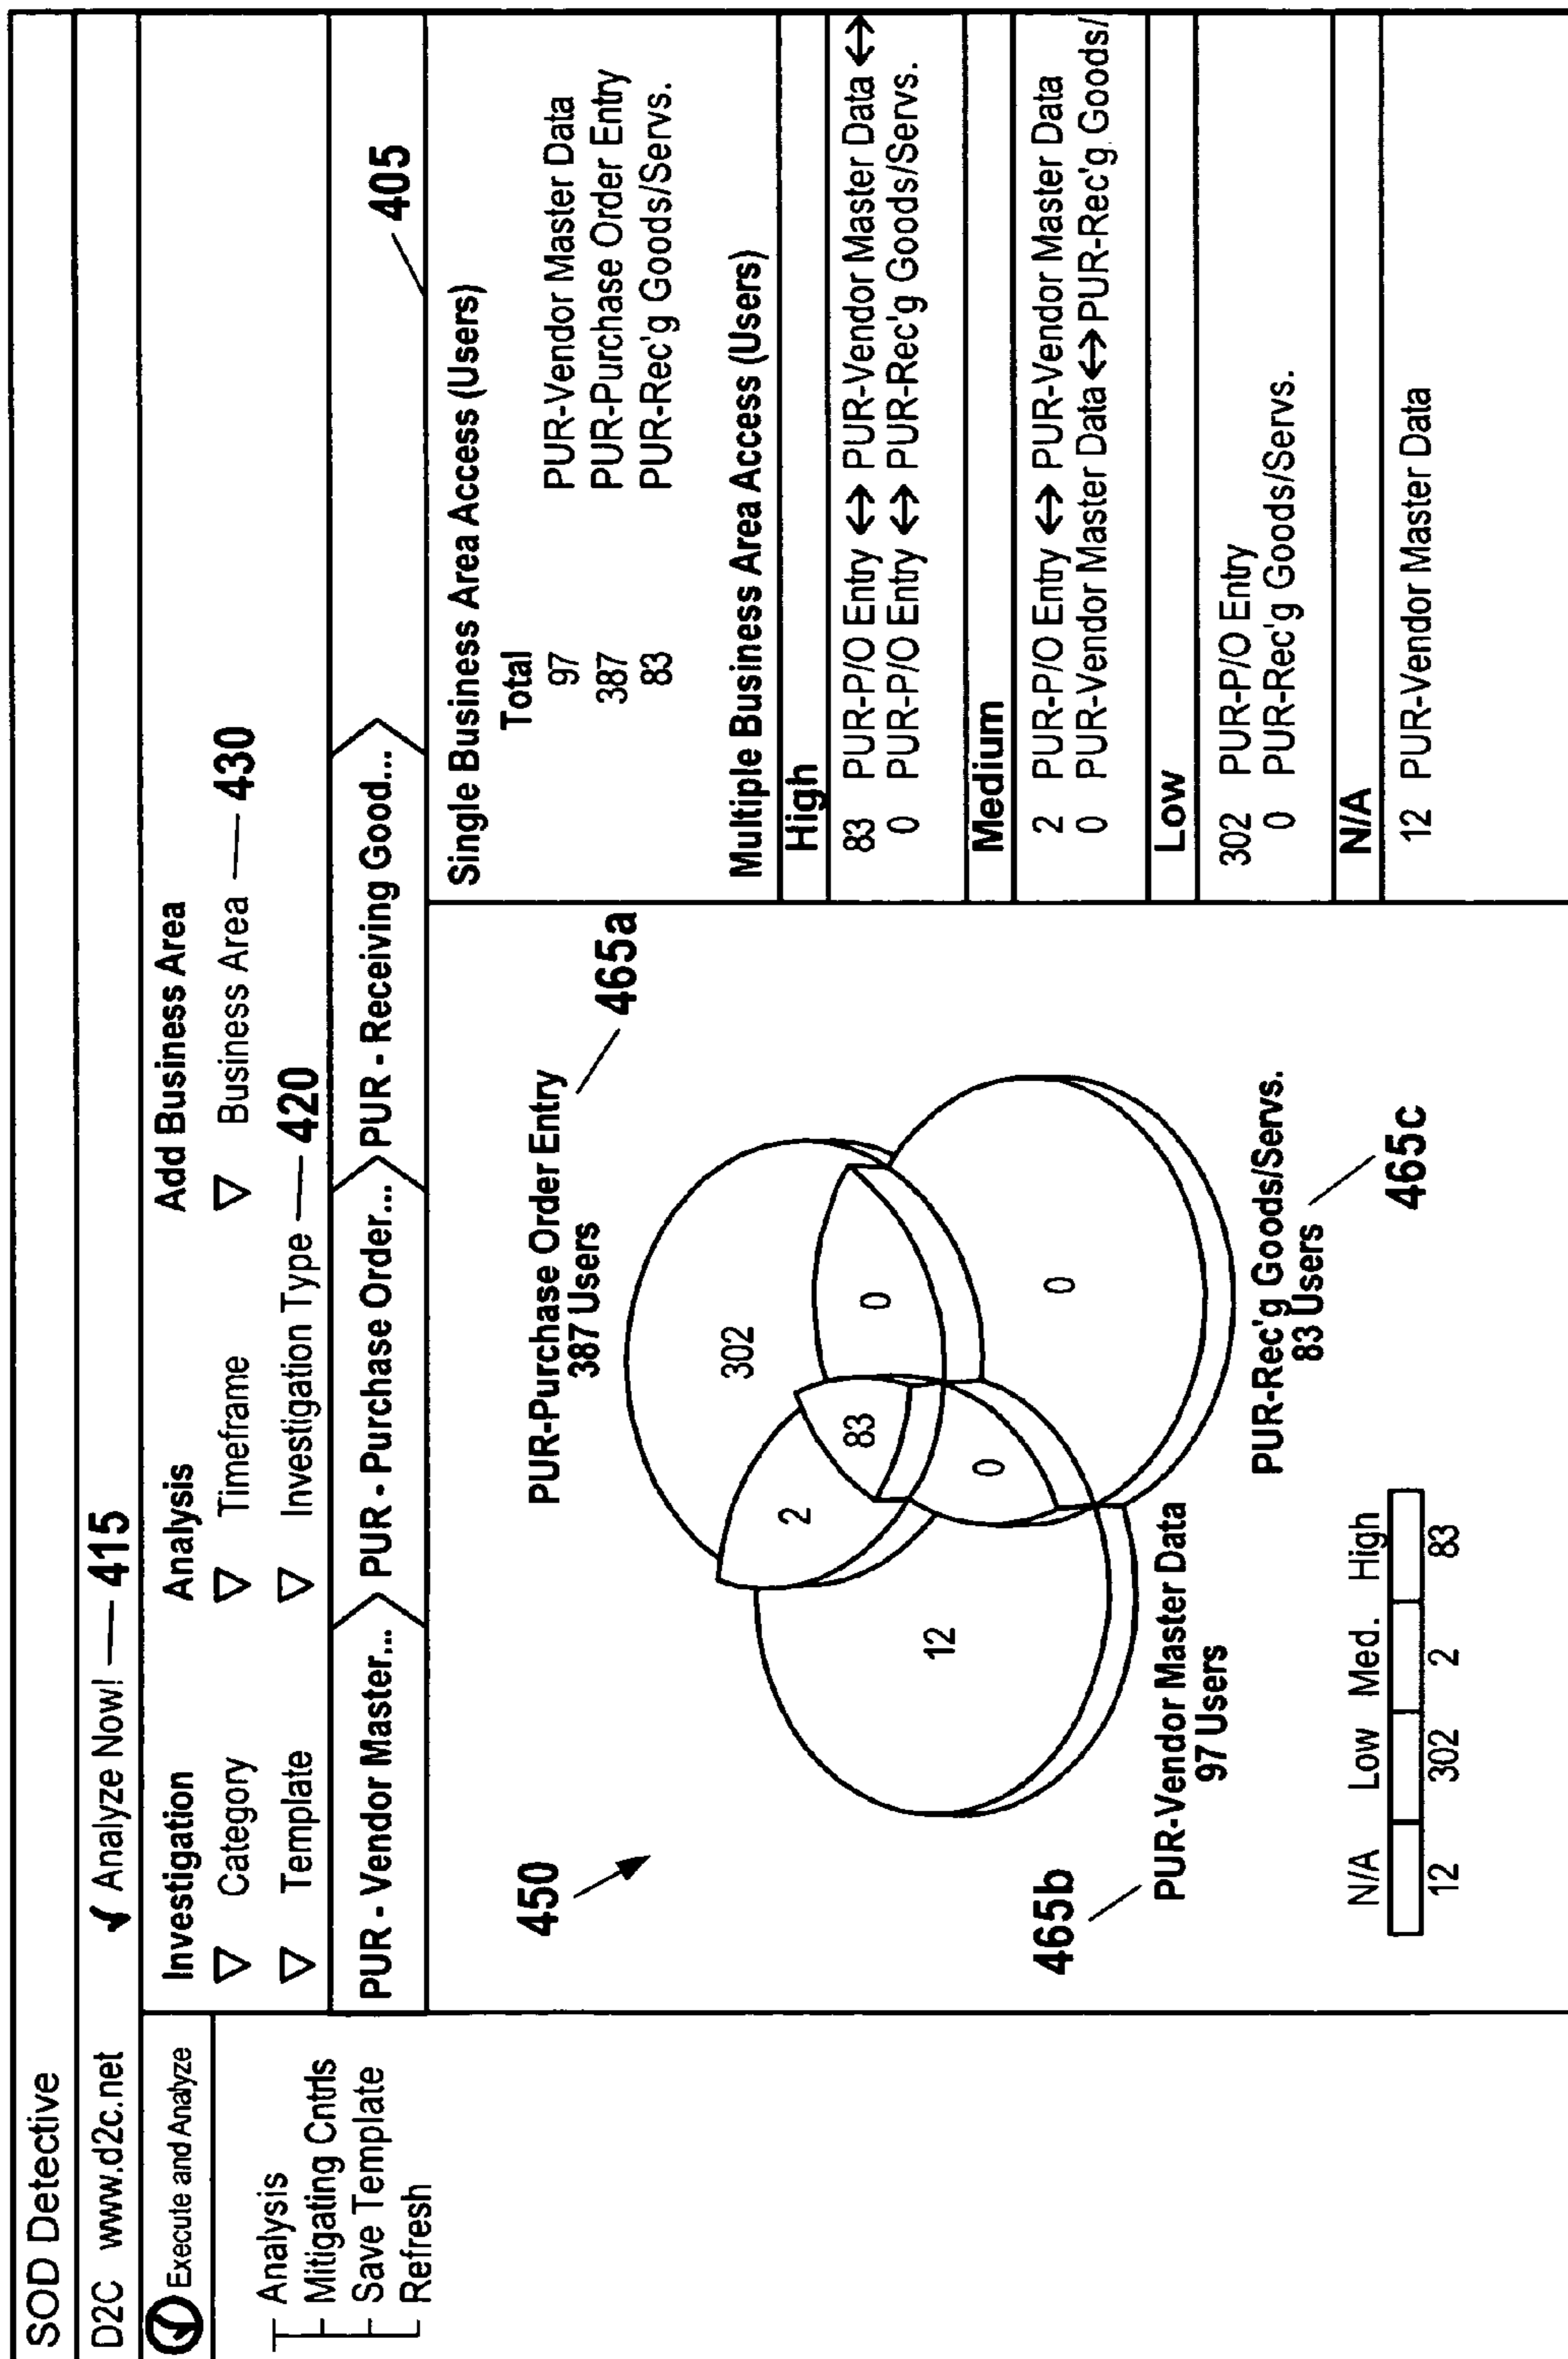 SOD Detective
D2C www.d2c.net
✓ Analyze Now! 415
Execute and Analyze
Analysis
Mitigating Cntrls
Save Template
Refresh
Investigation
▽ Category
▽ Template
Analysis
▽ Timeframe
▽ Investigation Type 420
Add Business Area
▽ Business Area 430
PUR - Vendor Master...
PUR - Purchase Order...
PUR - Receiving Good...
405
450
PUR-Purchase Order Entry
387 Users
465a
302
2
83
0
0
12
0
465b
PUR-Vendor Master Data
97 Users
PUR-Rec'g Goods/Servs.
83 Users
465c
N/A Low Med. High
12 302 2 83
Single Business Area Access (Users)
Total
97 PUR-Vendor Master Data
387 PUR-Purchase Order Entry
83 PUR-Rec'g Goods/Servs.
Multiple Business Area Access (Users)
High
83 PUR-P/O Entry ↔ PUR-Vendor Master Data ↔
0 PUR-P/O Entry ↔ PUR-Rec'g Goods/Servs.
Medium
2 PUR-P/O Entry ↔ PUR-Vendor Master Data
0 PUR-Vendor Master Data ↔ PUR-Rec'g Goods/
Low
302 PUR-P/O Entry
0 PUR-Rec'g Goods/Servs.
N/A
12 PUR-Vendor Master Data